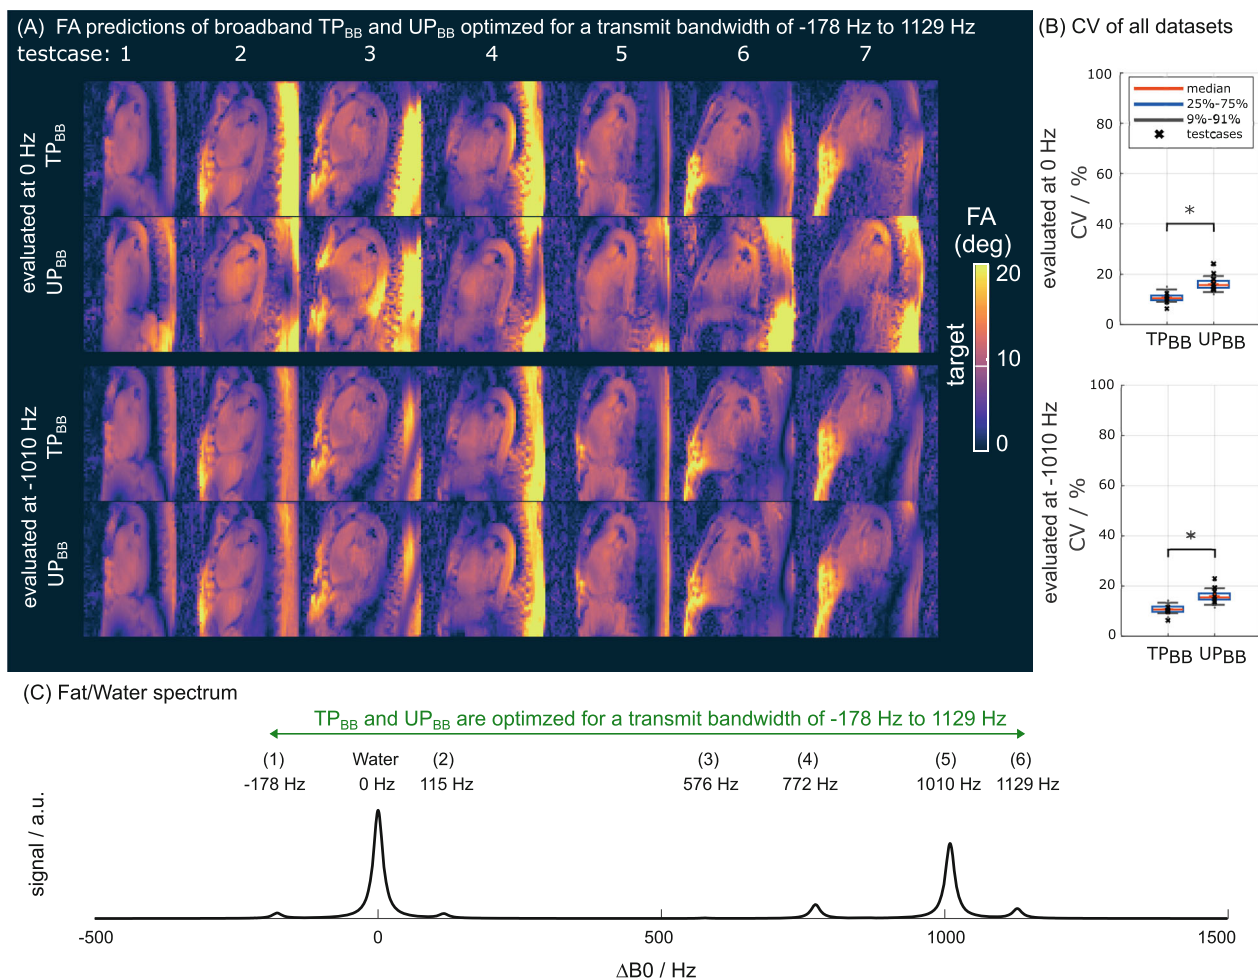 (A) FA predictions of broadband TPBB and UPBB optimzed for a transmit bandwidth of -178 Hz to 1129 Hz
testcase: 1 2 3 4 5 6 7
evaluated at 0 Hz
TPBB
UPBB
evaluated at -1010 Hz
TPBB
UPBB
FA
(deg)
target
20
10
0
(B) CV of all datasets
evaluated at 0 Hz
CV / %
100
80
60
40
20
0
median
25%-75%
9%-91%
testcases
*
TPBB UPBB
evaluated at -1010 Hz
CV / %
100
80
60
40
20
0
*
TPBB UPBB
(C) Fat/Water spectrum
TPBB and UPBB are optimzed for a transmit bandwidth of -178 Hz to 1129 Hz
(1) Water (2) (3) (4) (5) (6)
-178 Hz 0 Hz 115 Hz 576 Hz 772 Hz 1010 Hz 1129 Hz
signal / a.u.
-500 0 500 1000 1500
ΔB0 / Hz